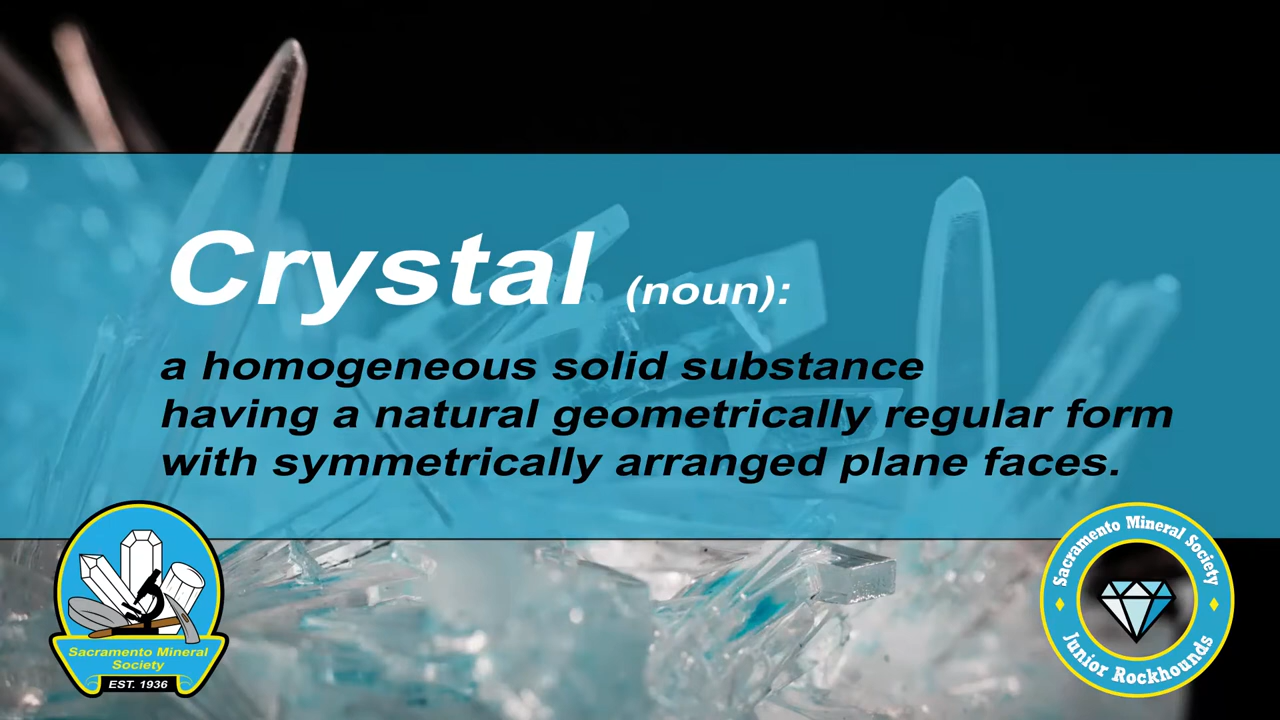 Crystal (noun):
a homogeneous solid substance
having a natural geometrically regular form
with symmetrically arranged plane faces.
Sacramento Mineral
Society
EST. 1936
Sacramento Mineral Society
Junior Rockhounds